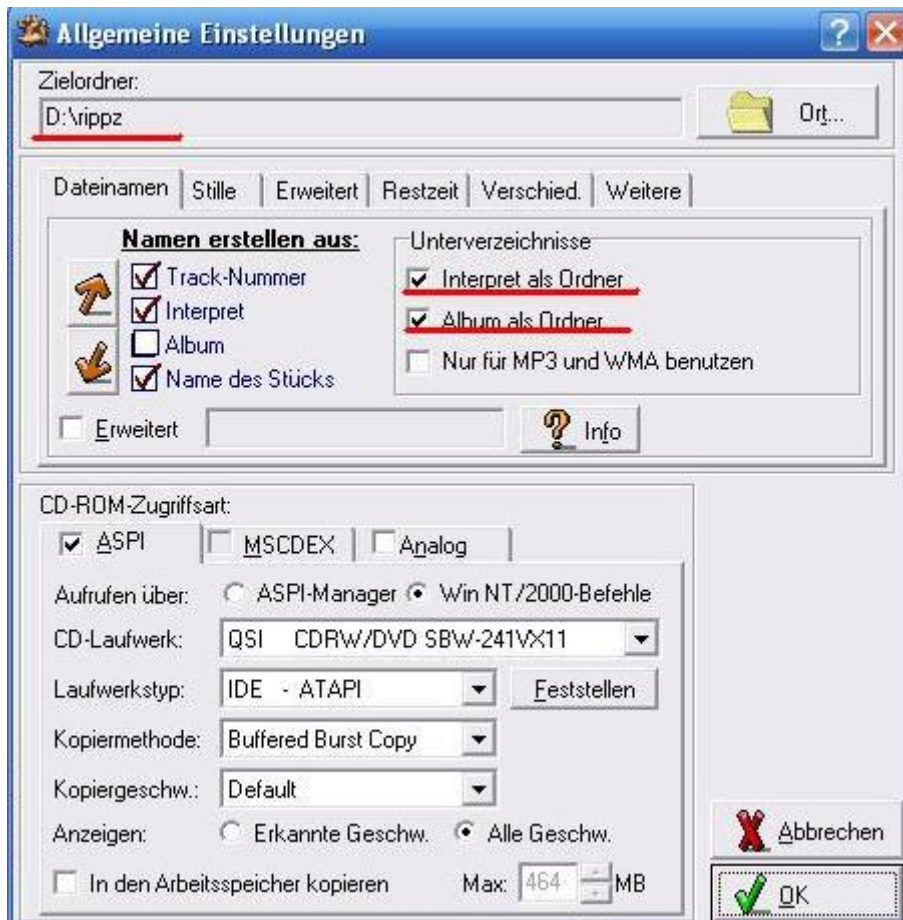 Allgemeine Einstellungen
Zielordner:
D:\rippz
Ort...
Dateinamen Stille Erweitert Restzeit Verschied. Weitere
Namen erstellen aus:
Track-Nummer
Interpret
Album
Name des Stücks
Unterverzeichnisse
Interpret als Ordner
Album als Ordner
Nur für MP3 und WMA benutzen
Erweitert
Info
CD-ROM-Zugriffsart:
ASPI MSCDEX Analog
Aufrufen über: ASPI-Manager Win NT/2000-Befehle
CD-Laufwerk: QSI CDRW/DVD SBW-241VX11
Laufwerkstyp: IDE - ATAPI Feststellen
Kopiermethode: Buffered Burst Copy
Kopiergeschw.: Default
Anzeigen: Erkannte Geschw. Alle Geschw.
In den Arbeitsspeicher kopieren Max: 464 MB
Abbrechen
OK